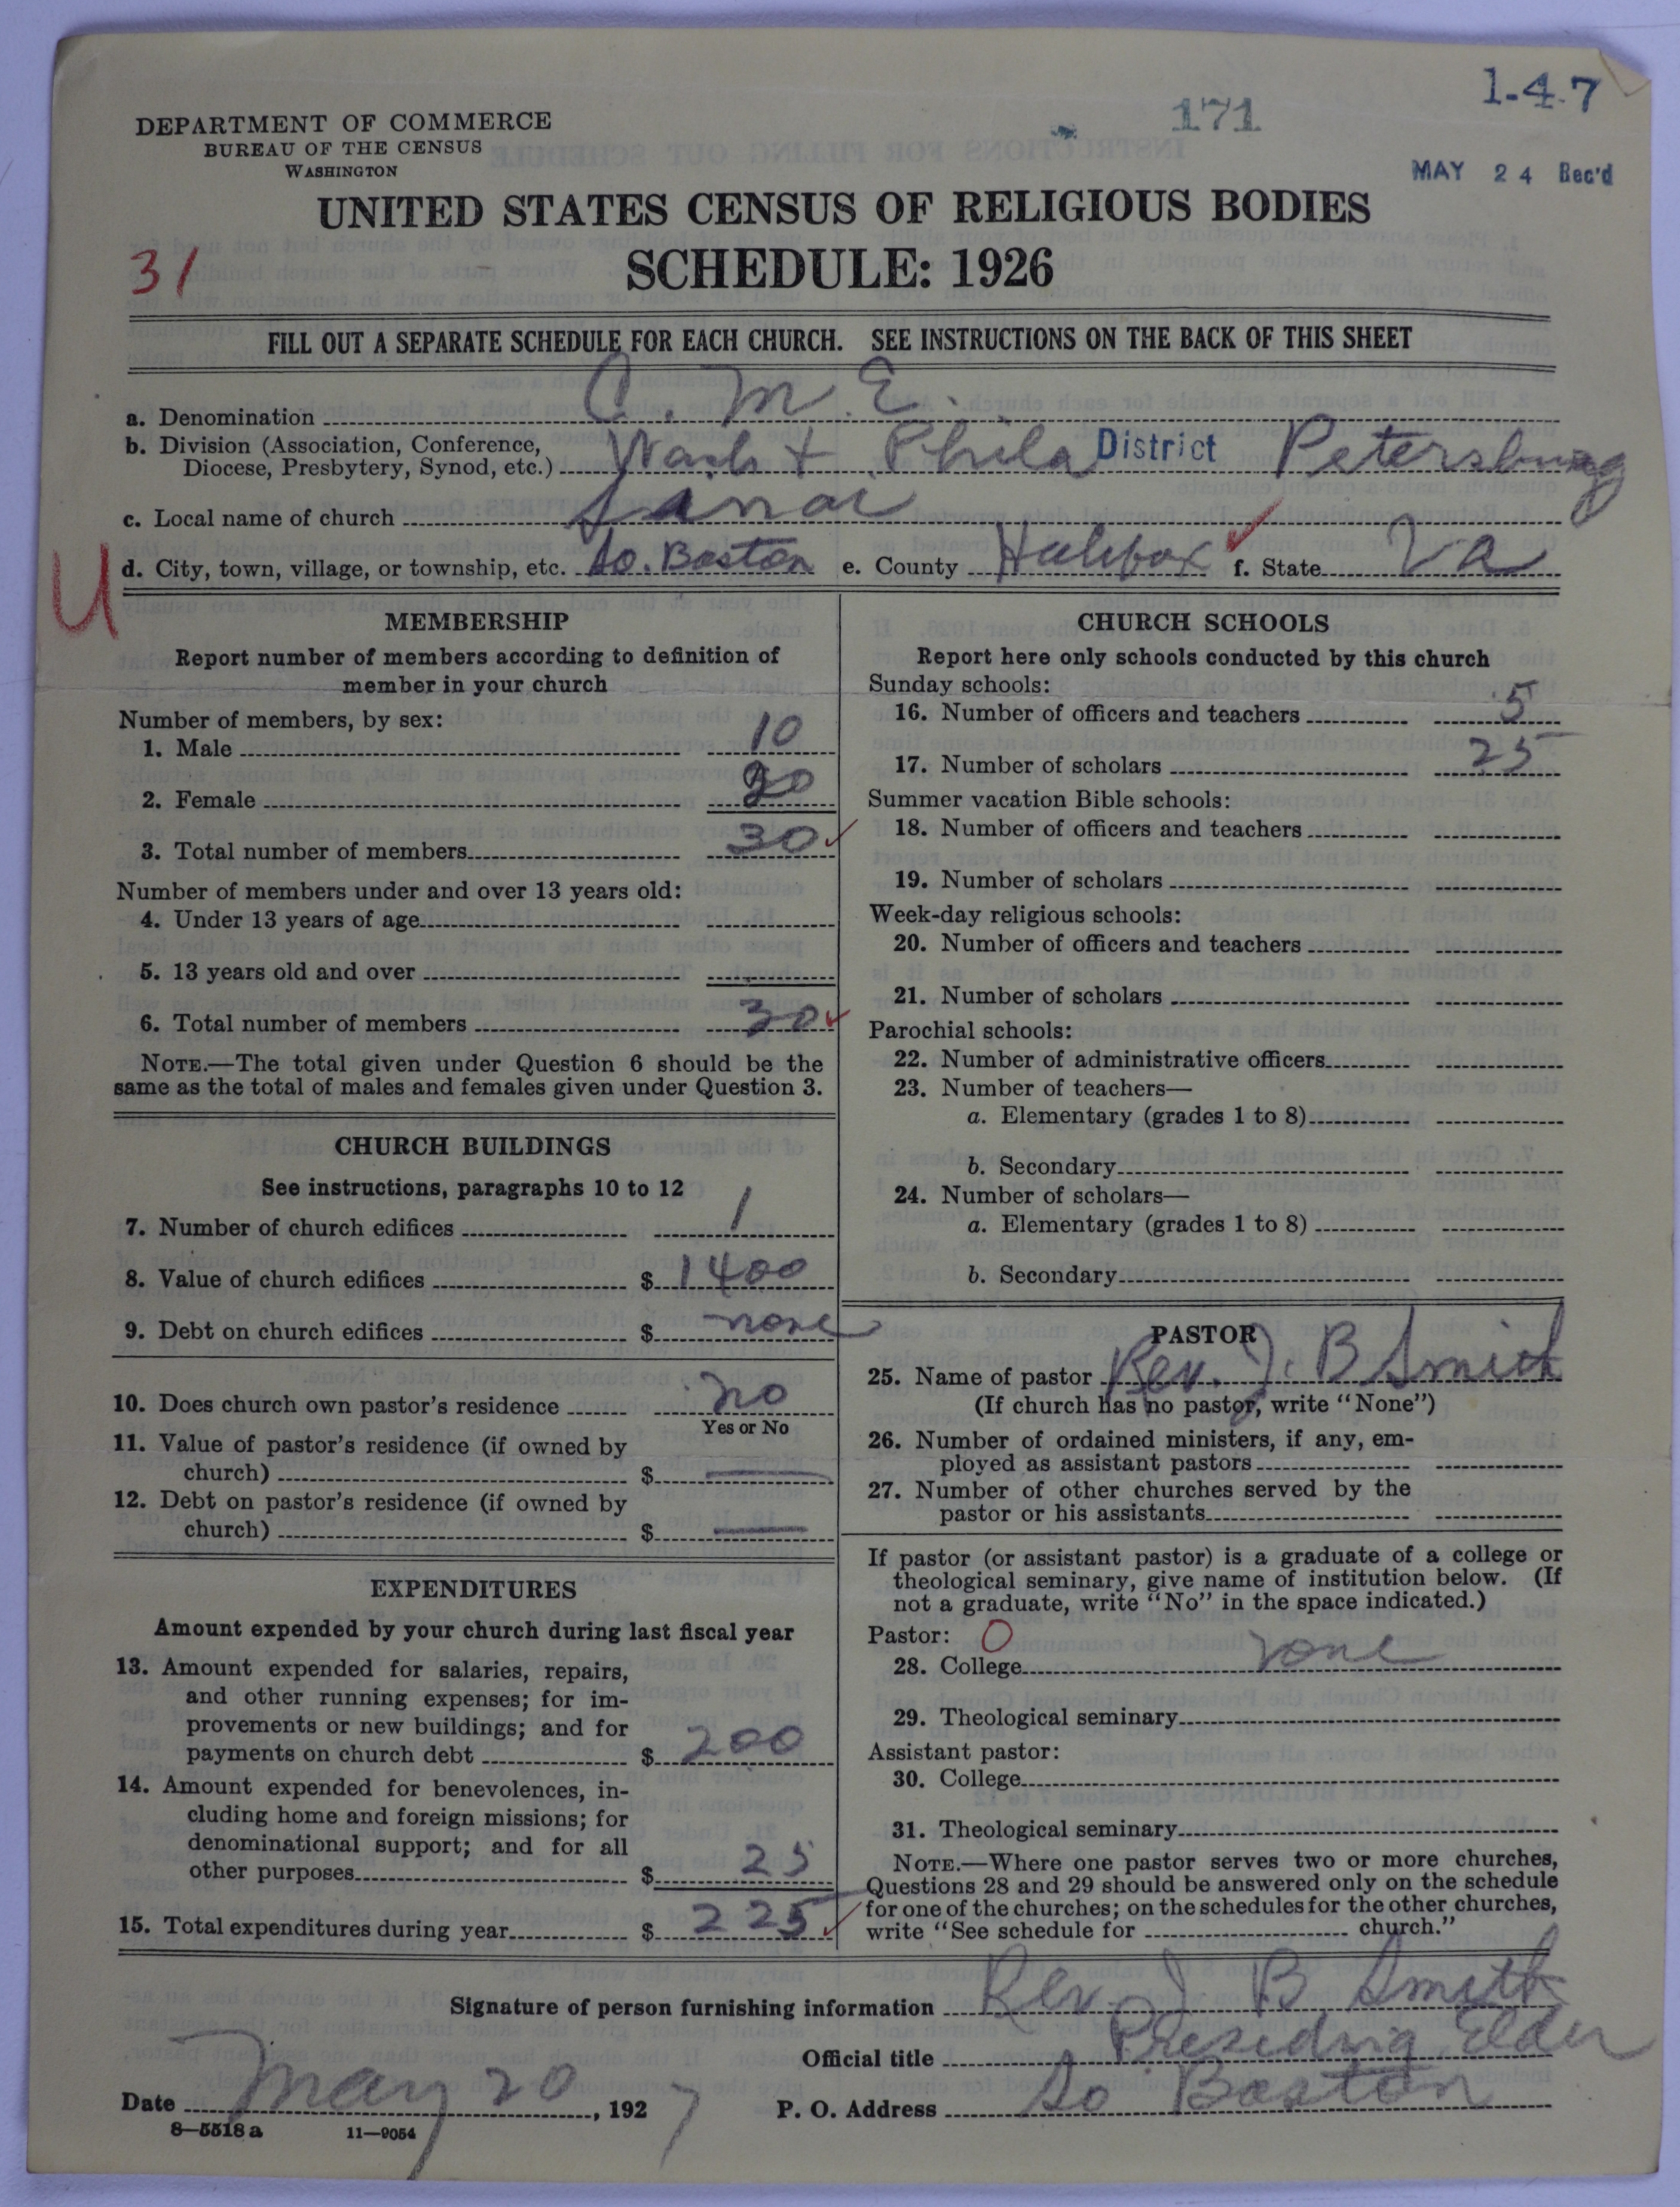 1-4-7
171
DEPARTMENT OF COMMERCE
BUREAU OF THE CENSUS
WASHINGTON
MAY 24 Rec'd
UNITED STATES CENSUS OF RELIGIOUS BODIES
31
SCHEDULE: 1926
FILL OUT A SEPARATE SCHEDULE FOR EACH CHURCH. SEE INSTRUCTIONS ON THE BACK OF THIS SHEET
a. Denomination C. M. E.
b. Division (Association, Conference,
Diocese, Presbytery, Synod, etc.) Wash + Phila District Petersburg
c. Local name of church Sanai
d. City, town, village, or township, etc. So. Boston e. County Halifax f. State Va
U
MEMBERSHIP
Report number of members according to definition of
member in your church
Number of members, by sex:
1. Male 10
2. Female 20
3. Total number of members 30
Number of members under and over 13 years old:
4. Under 13 years of age
5. 13 years old and over
6. Total number of members 30
NOTE.—The total given under Question 6 should be the
same as the total of males and females given under Question 3.
CHURCH BUILDINGS
See instructions, paragraphs 10 to 12
7. Number of church edifices 1
8. Value of church edifices $ 1400
9. Debt on church edifices $ none
10. Does church own pastor's residence no
Yes or No
11. Value of pastor's residence (if owned by
church) $ —
12. Debt on pastor's residence (if owned by
church) $ —
EXPENDITURES
Amount expended by your church during last fiscal year
13. Amount expended for salaries, repairs,
and other running expenses; for im-
provements or new buildings; and for
payments on church debt $ 200
14. Amount expended for benevolences, in-
cluding home and foreign missions; for
denominational support; and for all
other purposes $ 25
15. Total expenditures during year $ 225
CHURCH SCHOOLS
Report here only schools conducted by this church
Sunday schools:
16. Number of officers and teachers 5
17. Number of scholars 25
Summer vacation Bible schools:
18. Number of officers and teachers
19. Number of scholars
Week-day religious schools:
20. Number of officers and teachers
21. Number of scholars
Parochial schools:
22. Number of administrative officers
23. Number of teachers—
a. Elementary (grades 1 to 8)
b. Secondary
24. Number of scholars—
a. Elementary (grades 1 to 8)
b. Secondary
PASTOR
25. Name of pastor Rev. J. B Smith
(If church has no pastor, write "None")
26. Number of ordained ministers, if any, em-
ployed as assistant pastors
27. Number of other churches served by the
pastor or his assistants
If pastor (or assistant pastor) is a graduate of a college or
theological seminary, give name of institution below. (If
not a graduate, write "No" in the space indicated.)
Pastor: O
28. College none
29. Theological seminary
Assistant pastor:
30. College
31. Theological seminary
NOTE.—Where one pastor serves two or more churches,
Questions 28 and 29 should be answered only on the schedule
for one of the churches; on the schedules for the other churches,
write "See schedule for church."
Signature of person furnishing information Rev J B Smith
Official title Presiding Elder
Date May 20, 1927 P. O. Address So Boston
8—5518 a 11—9054